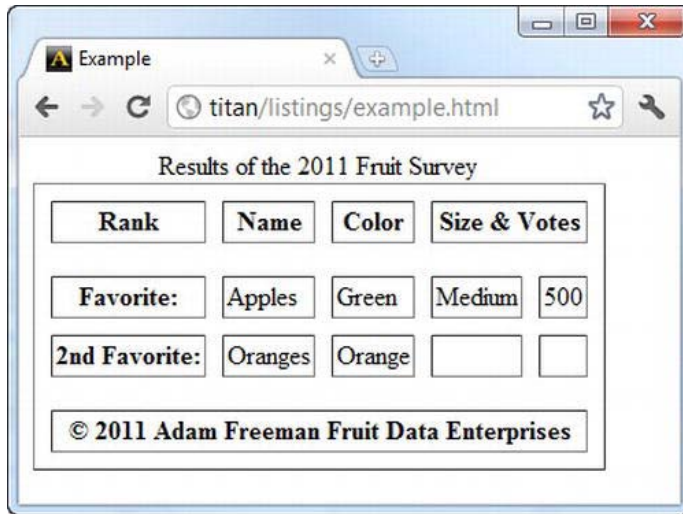 Example
titan/listings/example.html
Results of the 2011 Fruit Survey
Rank Name Color Size & Votes
Favorite: Apples Green Medium 500
2nd Favorite: Oranges Orange
© 2011 Adam Freeman Fruit Data Enterprises